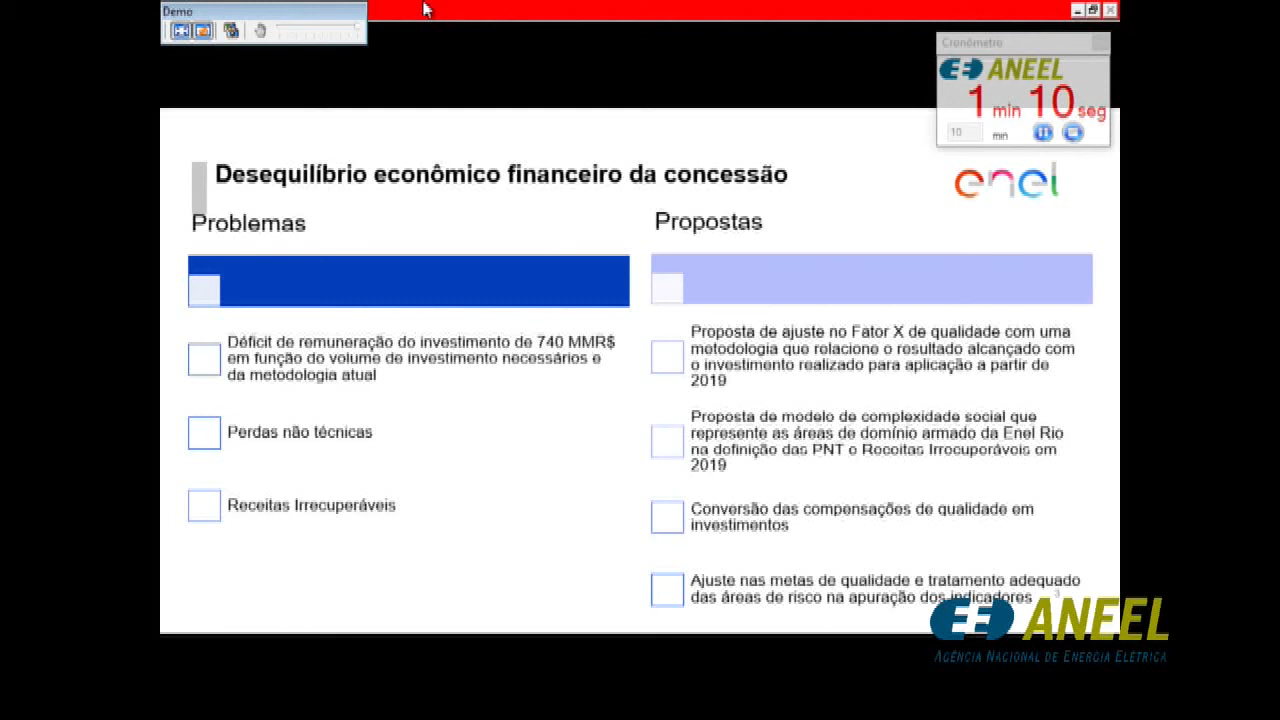 Demo
Cronômetro
ANEEL
1 min 10 seg
10 min
Desequilíbrio econômico financeiro da concessão
enel
Problemas
Déficit de remuneração do investimento de 740 MMR$
em função do volume de investimento necessários e
da metodologia atual
Perdas não técnicas
Receitas Irrecuperáveis
Propostas
Proposta de ajuste no Fator X de qualidade com uma
metodologia que relacione o resultado alcançado com
o investimento realizado para aplicação a partir de
2019
Proposta de modelo de complexidade social que
represente as áreas de domínio armado da Enel Rio
na definição das PNT e Receitas Irrecuperáveis em
2019
Conversão das compensações de qualidade em
investimentos
Ajuste nas metas de qualidade e tratamento adequado
das áreas de risco na apuração dos indicadores
3
ANEEL
AGÊNCIA NACIONAL DE ENERGIA ELÉTRICA